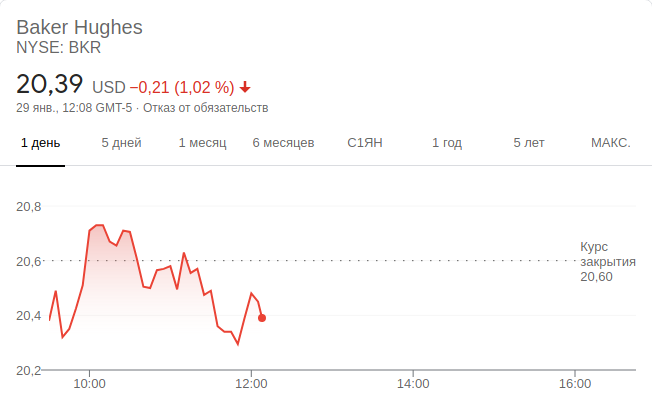 Baker Hughes
NYSE: BKR
20,39 USD −0,21 (1,02 %)
29 янв., 12:08 GMT-5 · Отказ от обязательств
1 день 5 дней 1 месяц 6 месяцев С1ЯН 1 год 5 лет МАКС.
20,8
Курс
20,6 закрытия
20,60
20,4
20,2
10:00 12:00 14:00 16:00